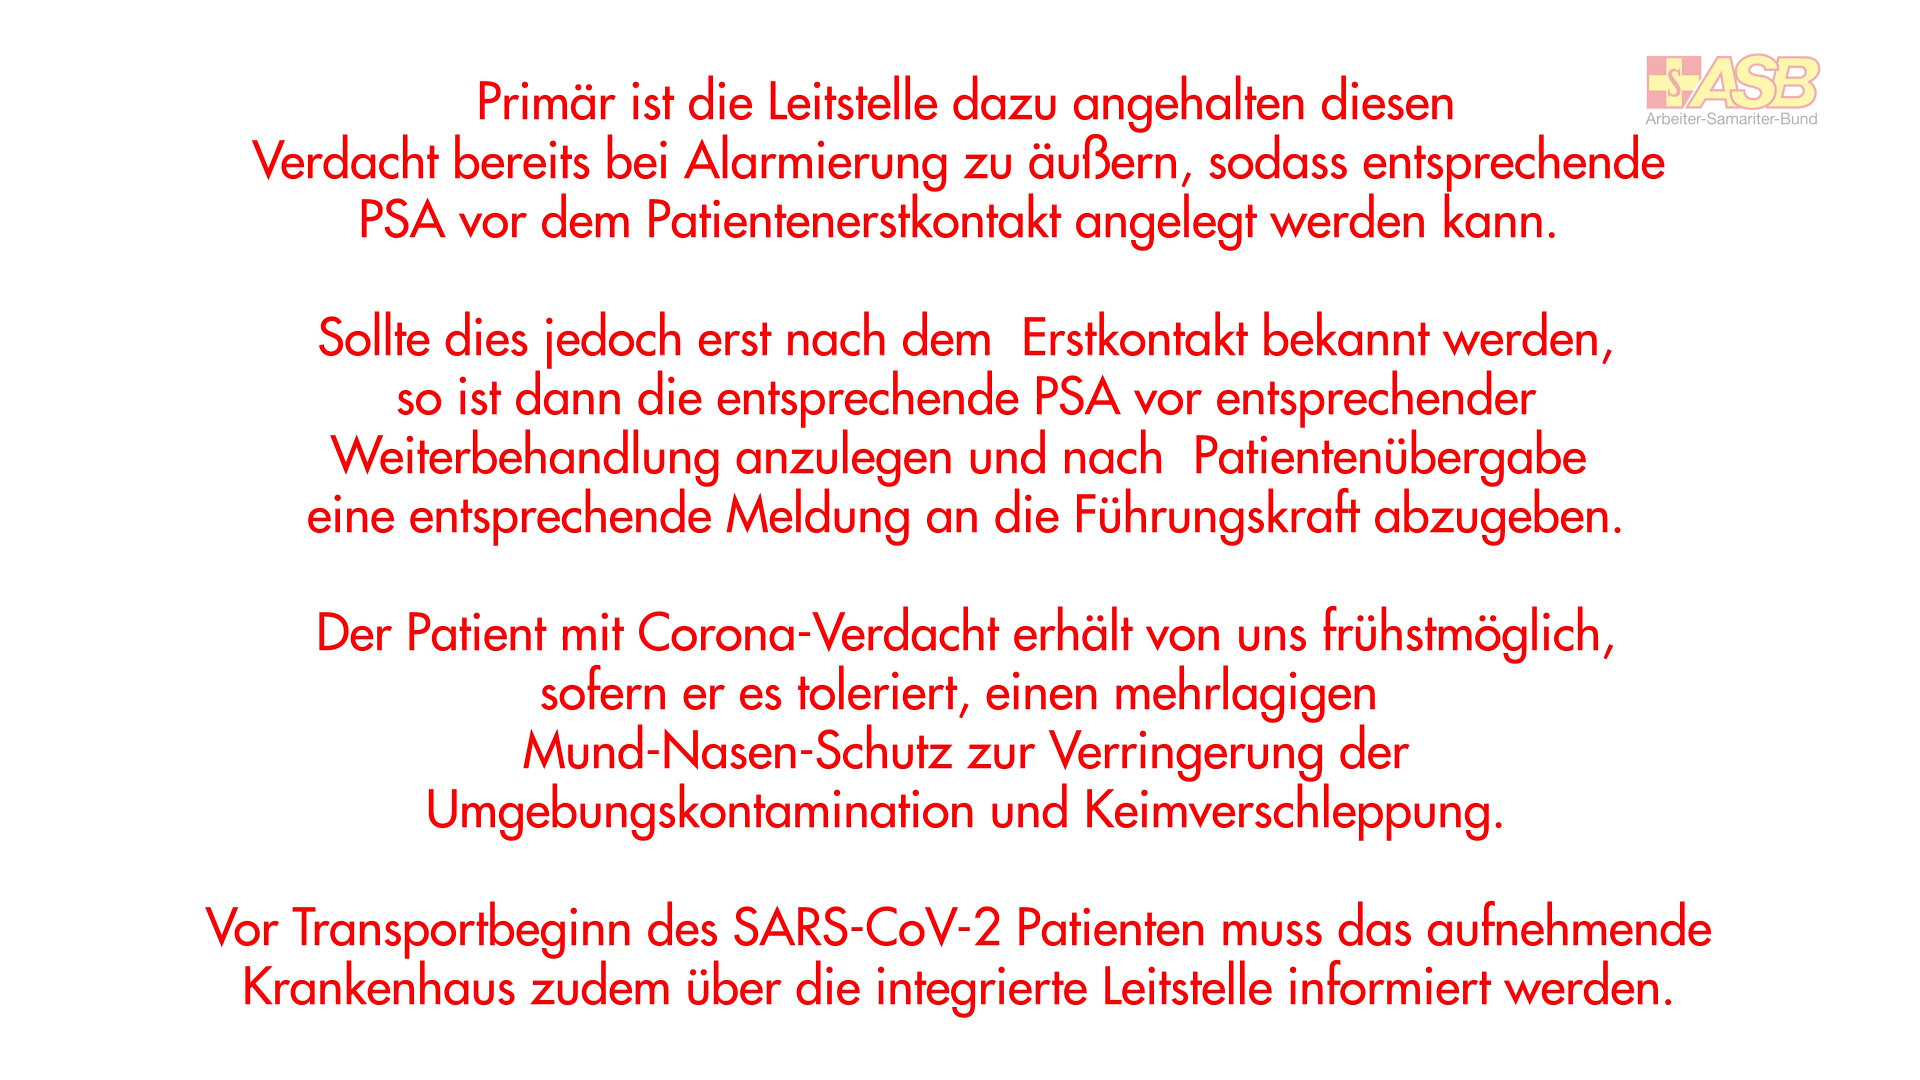 SASB
Arbeiter-Samariter-Bund
Primär ist die Leitstelle dazu angehalten diesen
Verdacht bereits bei Alarmierung zu äußern, sodass entsprechende
PSA vor dem Patientenerstkontakt angelegt werden kann.
Sollte dies jedoch erst nach dem Erstkontakt bekannt werden,
so ist dann die entsprechende PSA vor entsprechender
Weiterbehandlung anzulegen und nach Patientenübergabe
eine entsprechende Meldung an die Führungskraft abzugeben.
Der Patient mit Corona-Verdacht erhält von uns frühstmöglich,
sofern er es toleriert, einen mehrlagigen
Mund-Nasen-Schutz zur Verringerung der
Umgebungskontamination und Keimverschleppung.
Vor Transportbeginn des SARS-CoV-2 Patienten muss das aufnehmende
Krankenhaus zudem über die integrierte Leitstelle informiert werden.